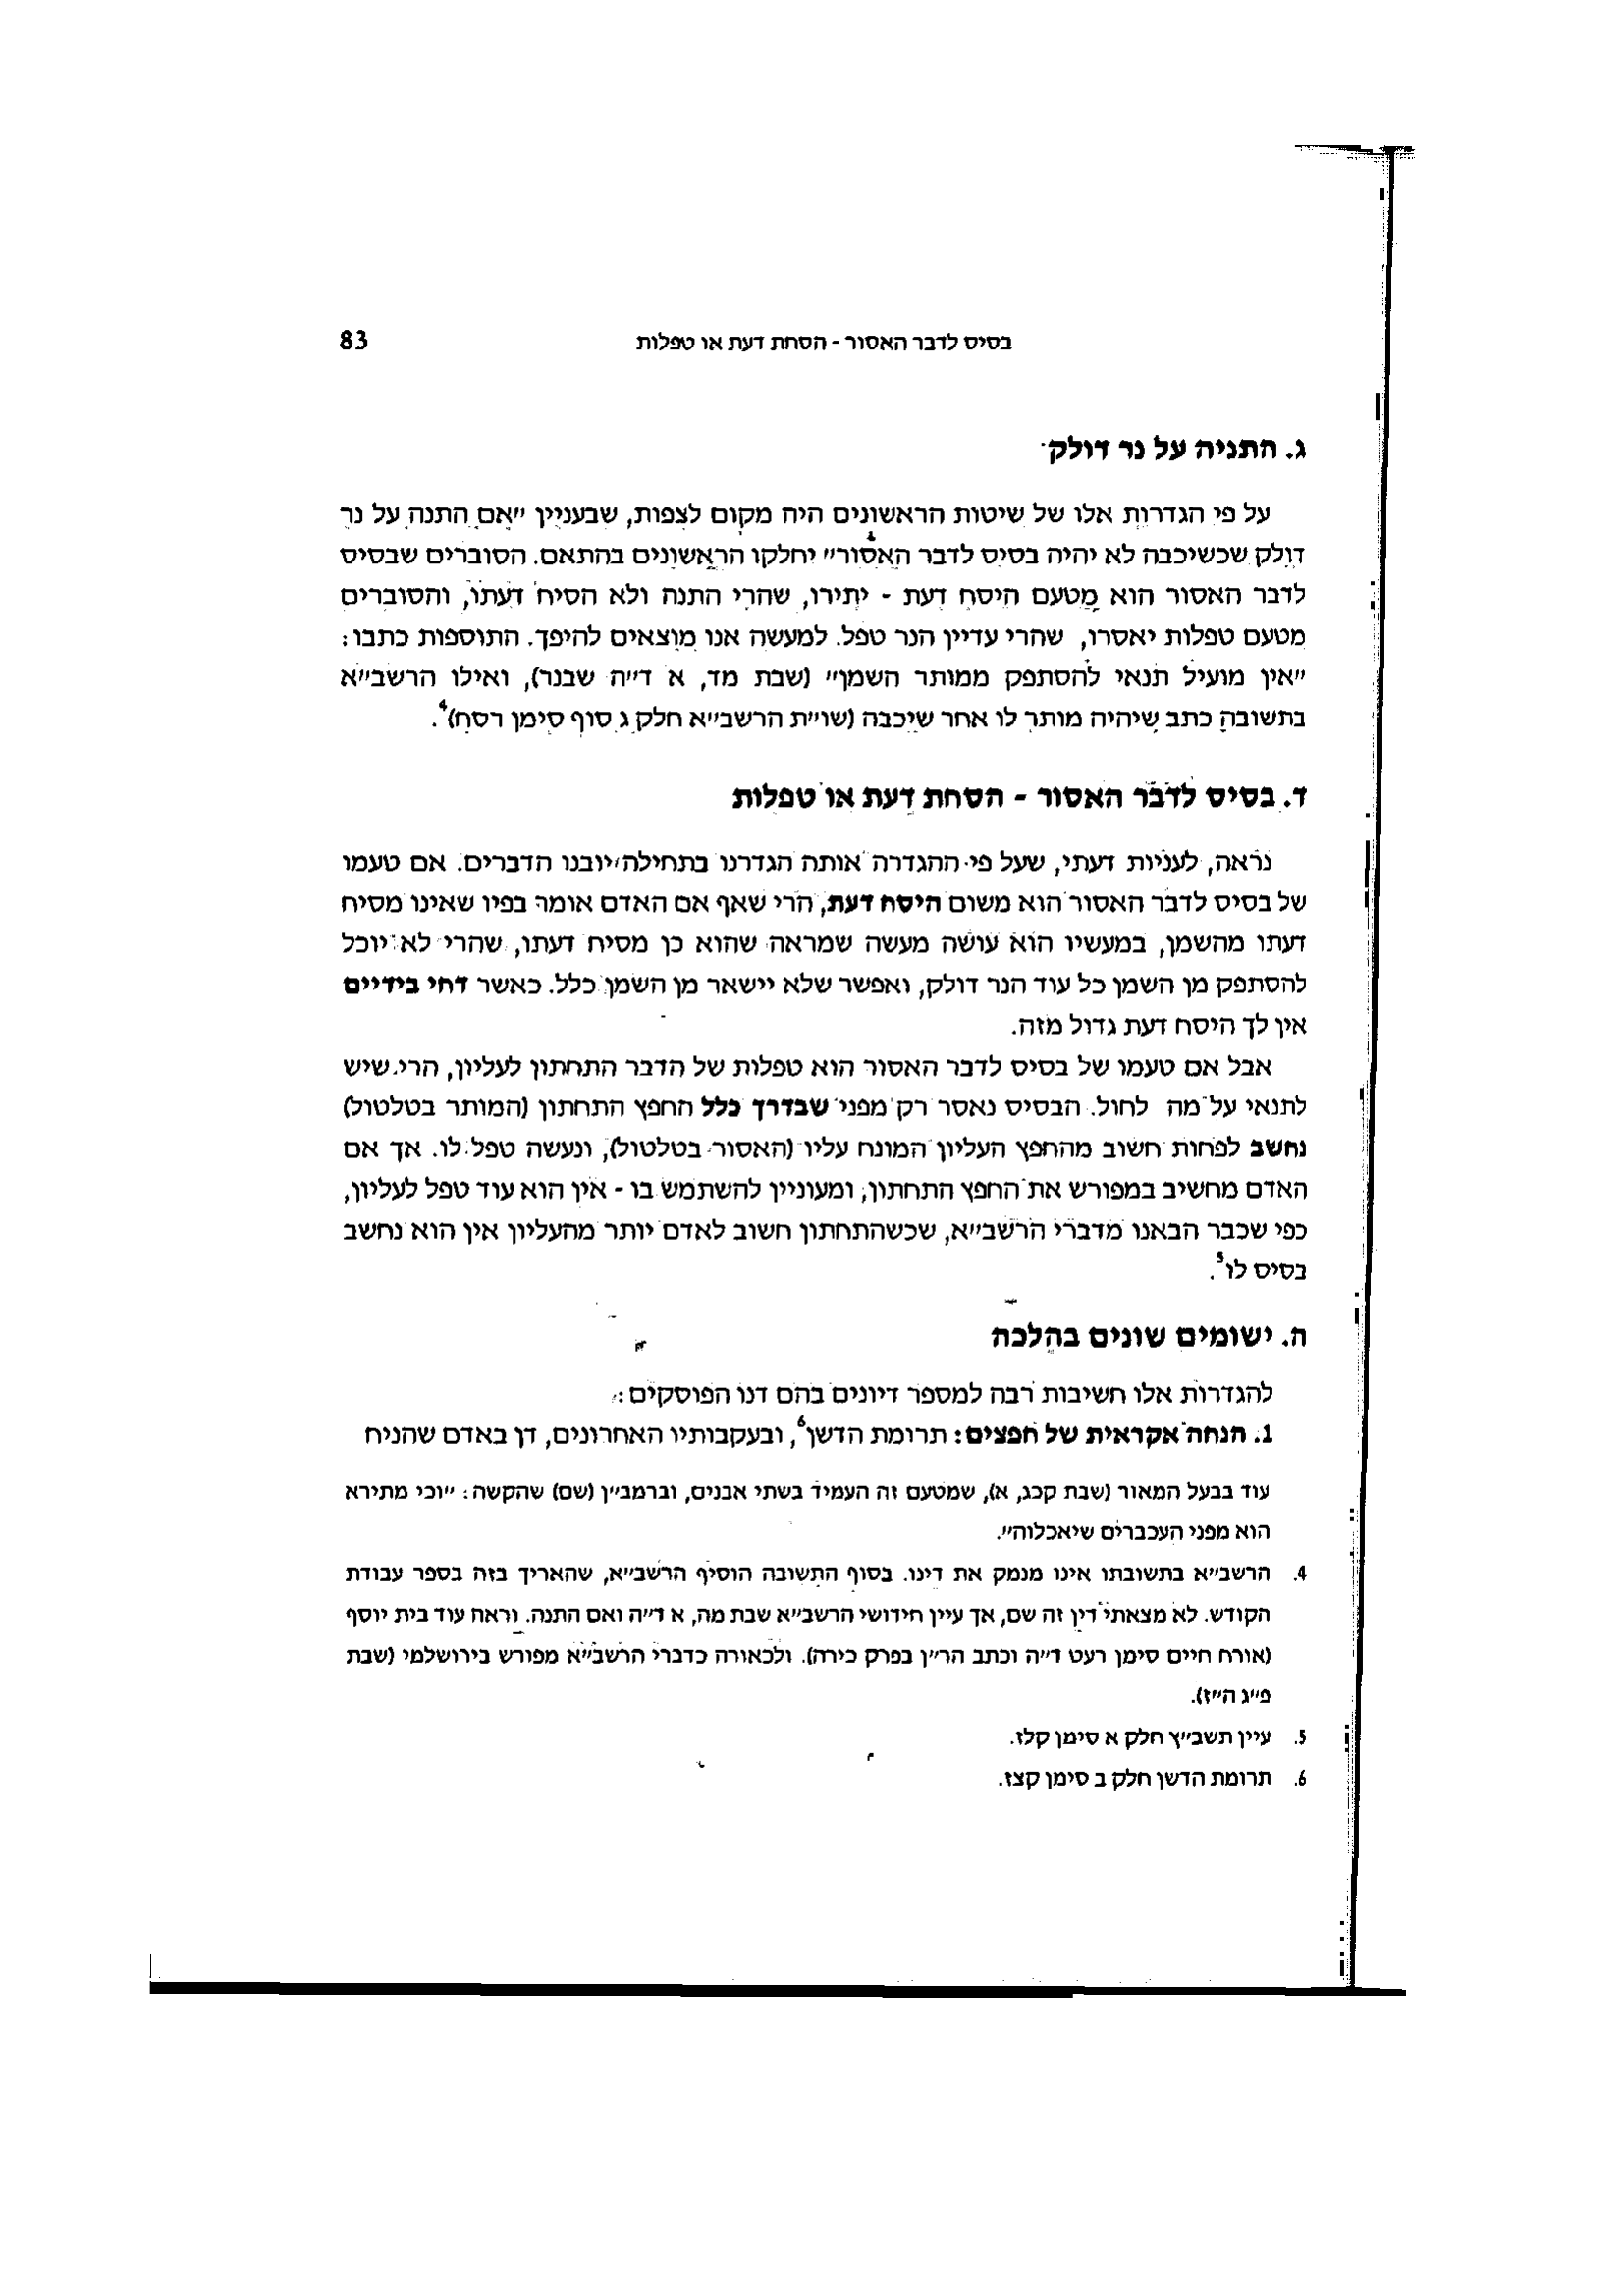 בסיס לדבר האסור - הסחת דעת או טפלות 83
ג. התניה על נר דולק
על פי הגדרות אלו של שיטות הראשונים היה מקום לצפות, שבעניין "אם התנה על נר
דולק שכשיכבה לא יהיה בסיס לדבר האסור" יחלקו הראשונים בהתאם. הסוברים שבסיס
לדבר האסור הוא מטעם היסח דעת - יתירו, שהרי התנה ולא הסיח דעתו, והסוברים
מטעם טפלות יאסרו, שהרי עדיין הנר טפל. למעשה אנו מוצאים להיפך. התוספות כתבו:
"אין מועיל תנאי להסתפק ממותר השמן" (שבת מד, א ד"ה שבנר), ואילו הרשב"א
בתשובה כתב שיהיה מותר לו אחר שיכבה (שו"ת הרשב"א חלק ג סוף סימן רסח)4.
ד. בסיס לדבר האסור - הסחת דעת או טפלות
נראה, לעניות דעתי, שעל פי ההגדרה אותה הגדרנו בתחילה יובנו הדברים. אם טעמו
של בסיס לדבר האסור הוא משום היסח דעת, הרי שאף אם האדם אומר בפיו שאינו מסיח
דעתו מהשמן, במעשיו הוא עושה מעשה שמראה שהוא כן מסיח דעתו, שהרי לא יוכל
להסתפק מן השמן כל עוד הנר דולק, ואפשר שלא יישאר מן השמן כלל. כאשר דחי בידיים
אין לך היסח דעת גדול מזה.
אבל אם טעמו של בסיס לדבר האסור הוא טפלות של הדבר התחתון לעליון, הרי שיש
לתנאי על מה לחול. הבסיס נאסר רק מפני שבדרך כלל החפץ התחתון (המותר בטלטול)
נחשב לפחות חשוב מהחפץ העליון המונח עליו (האסור בטלטול), ונעשה טפל לו. אך אם
האדם מחשיב במפורש את החפץ התחתון, ומעוניין להשתמש בו - אין הוא עוד טפל לעליון,
כפי שכבר הבאנו מדברי הרשב"א, שכשהתחתון חשוב לאדם יותר מהעליון אין הוא נחשב
בסיס לו5.
ה. ישומים שונים בהלכה
להגדרות אלו חשיבות רבה למספר דיונים בהם דנו הפוסקים:
1. הנחה אקראית של חפצים: תרומת הדשן6, ובעקבותיו האחרונים, דן באדם שהניח
עוד בבעל המאור (שבת קכג, א), שמטעם זה העמיד בשתי אבנים, וברמב"ן (שם) שהקשה: "וכי מתירא
הוא מפני העכברים שיאכלוה".
4. הרשב"א בתשובתו אינו מנמק את דינו. בסוף התשובה הוסיף הרשב"א, שהאריך בזה בספר עבודת
הקודש. לא מצאתי דין זה שם, אך עיין חידושי הרשב"א שבת מה, א ד"ה ואם התנה. וראה עוד בית יוסף
(אורח חיים סימן רעט ד"ה וכתב הר"ן בפרק כירה). ולכאורה כדברי הרשב"א מפורש בירושלמי (שבת
פ"ג ה"ז).
5. עיין תשב"ץ חלק א סימן קלז.
6. תרומת הדשן חלק ב סימן קצז.